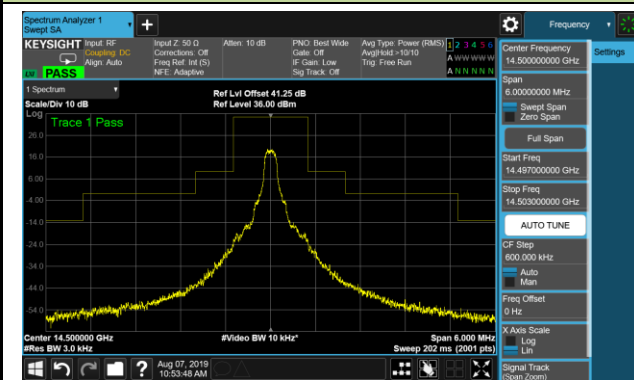 Spectrum Analyzer 1
Swept SA
+
Frequency
KEYSIGHT Input: RF
Coupling: DC
Align: Auto
Input Z: 50 Ω
Corrections: Off
Freq Ref: Int (S)
NFE: Adaptive
Atten: 10 dB
PNO: Best Wide
Gate: Off
IF Gain: Low
Sig Track: Off
Avg Type: Power (RMS)
Avg|Hold:>10/10
Trig: Free Run
1 2 3 4 5 6
A W W W W W
A N N N N N
PASS
1 Spectrum
Scale/Div 10 dB
Ref Lvl Offset 41.25 dB
Ref Level 36.00 dBm
Log
Trace 1 Pass
26.0
16.0
6.00
-4.00
-14.0
-24.0
-34.0
-44.0
-54.0
Center 14.500000 GHz
#Res BW 3.0 kHz
#Video BW 10 kHz*
Span 6.000 MHz
Sweep 202 ms (2001 pts)
Aug 07, 2019
10:53:48 AM
?
Center Frequency
14.500000000 GHz
Span
6.00000000 MHz
Swept Span
Zero Span
Full Span
Start Freq
14.497000000 GHz
Stop Freq
14.503000000 GHz
AUTO TUNE
CF Step
600.000 kHz
Auto
Man
Freq Offset
0 Hz
X Axis Scale
Log
Lin
Signal Track
(Span Zoom)
Settings